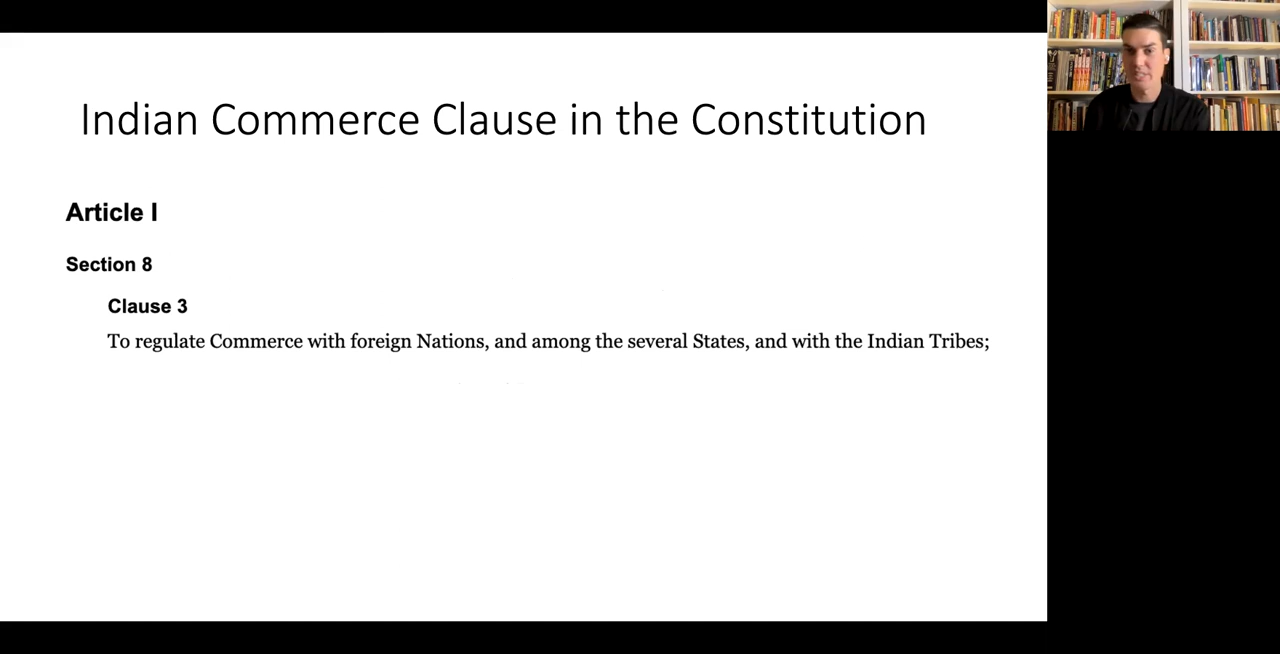 Indian Commerce Clause in the Constitution
Article I
Section 8
Clause 3
To regulate Commerce with foreign Nations, and among the several States, and with the Indian Tribes;